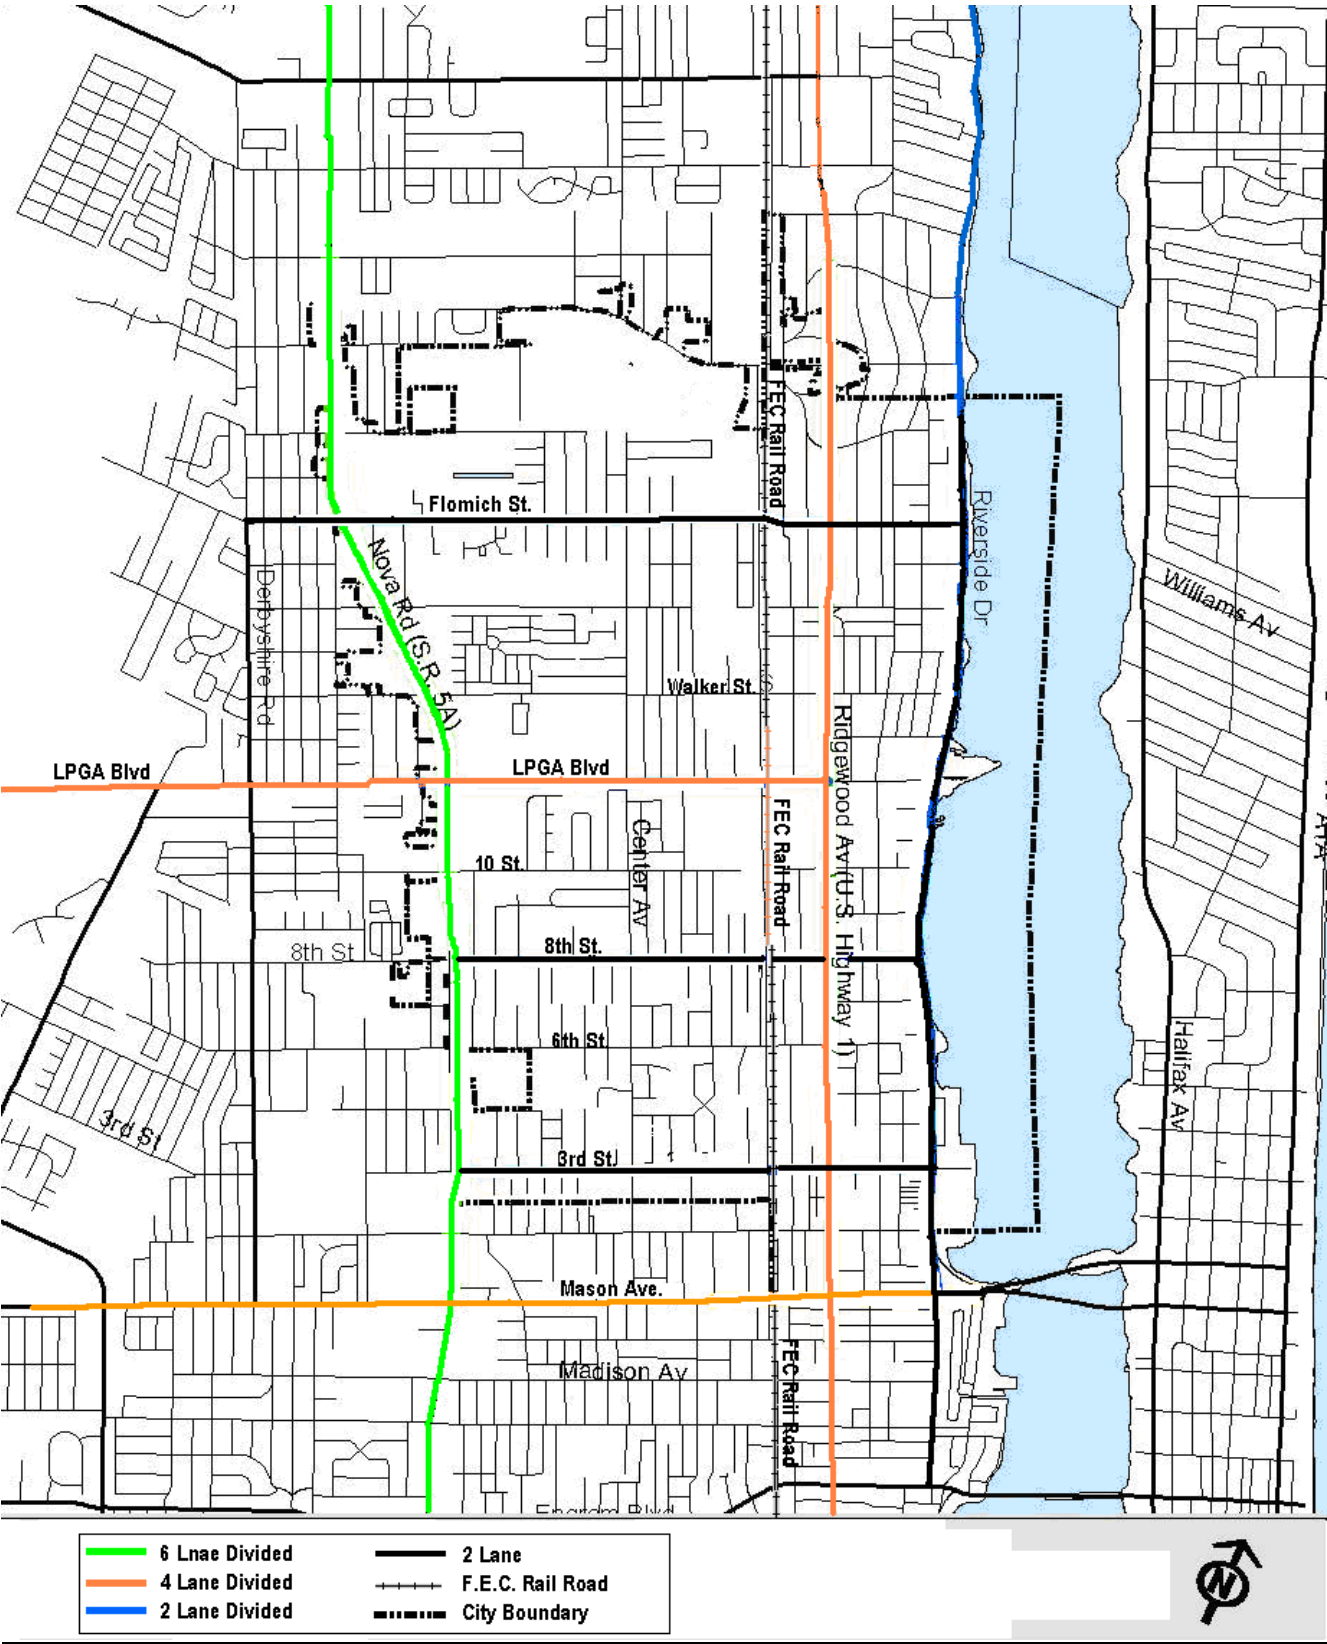 FEC Rail Road
Flomich St.
Riverside Dr
Nova Rd (S.R. 5A)
Derbyshire Rd
Williams Av
Walker St.
Ridgewood Av (U.S. Highway 1)
LPGA Blvd
LPGA Blvd
FEC Rail Road
Center Av
A1A
10 St.
8th St.
8th St
6th St.
Halifax Av
3rd St
3rd St.
Mason Ave.
FEC Rail Road
Madison Av
6 Lnae Divided
4 Lane Divided
2 Lane Divided
2 Lane
F.E.C. Rail Road
City Boundary
N